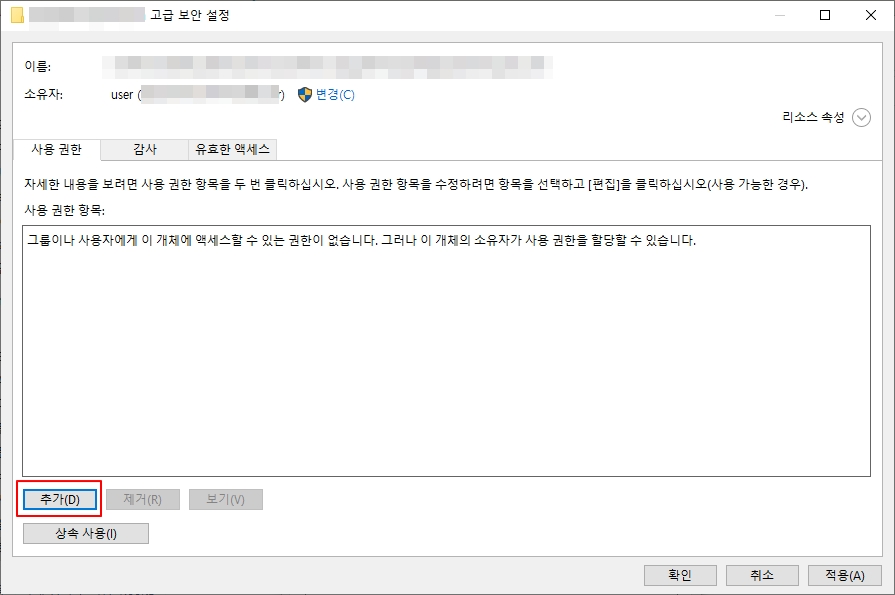 고급 보안 설정
이름:
소유자: user ( r) 변경(C)
리소스 속성
사용 권한 감사 유효한 액세스
자세한 내용을 보려면 사용 권한 항목을 두 번 클릭하십시오. 사용 권한 항목을 수정하려면 항목을 선택하고 [편집]을 클릭하십시오(사용 가능한 경우).
사용 권한 항목:
그룹이나 사용자에게 이 개체에 액세스할 수 있는 권한이 없습니다. 그러나 이 개체의 소유자가 사용 권한을 할당할 수 있습니다.
추가(D) 제거(R) 보기(V)
상속 사용(I)
확인 취소 적용(A)